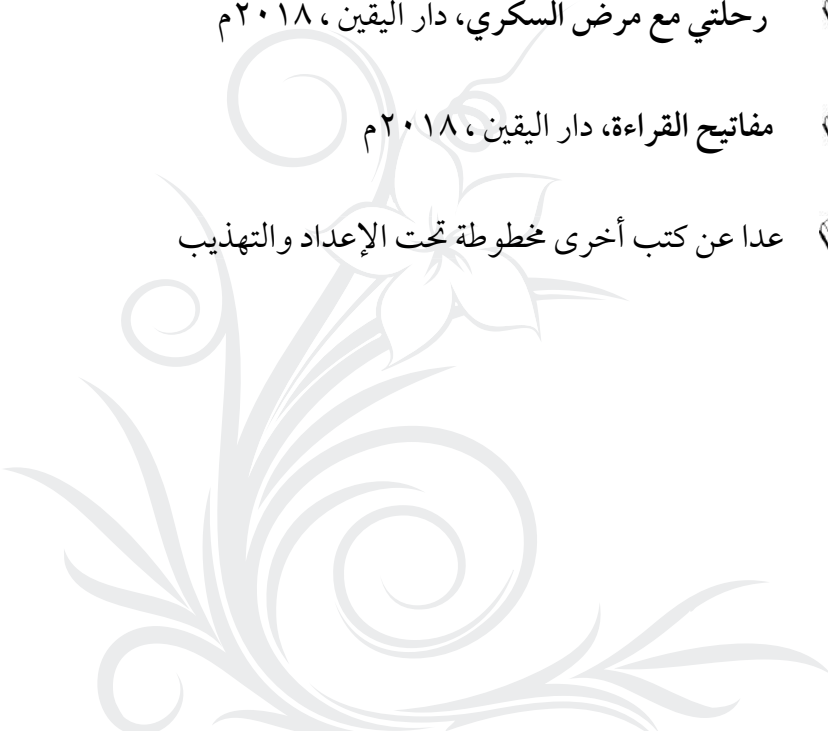 رحلتي مع مرض السكري، دار اليقين ، ٢٠١٨م
مفاتيح القراءة، دار اليقين ، ٢٠١٨م
عدا عن كتب أخرى مخطوطة تحت الإعداد والتهذيب